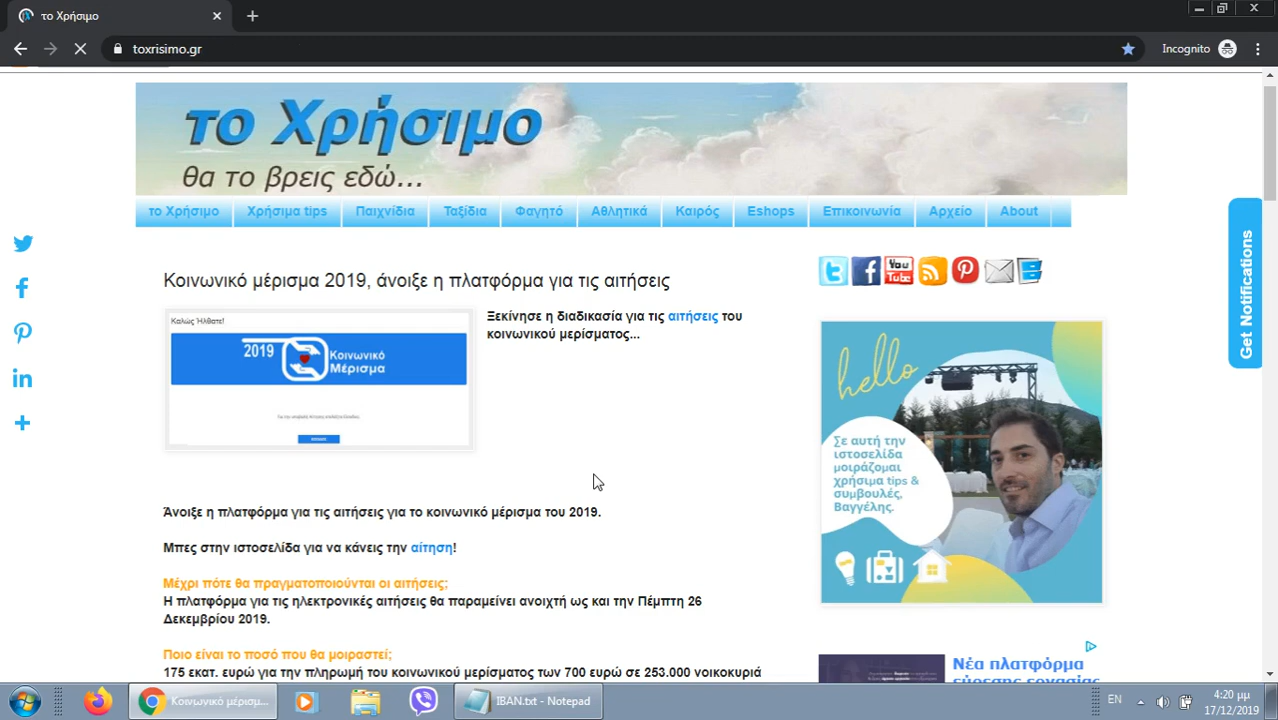 το Χρήσιμο
toxrisimo.gr
Incognito
το Χρήσιμο
θα το βρεις εδώ...
το Χρήσιμο Χρήσιμα tips Παιχνίδια Ταξίδια Φαγητό Αθλητικά Καιρός Eshops Επικοινωνία Αρχείο About
Κοινωνικό μέρισμα 2019, άνοιξε η πλατφόρμα για τις αιτήσεις
Καλώς Ήλθατε!
2019 Κοινωνικό
Μέρισμα
Ξεκίνησε η διαδικασία για τις αιτήσεις του
κοινωνικού μερίσματος...
Άνοιξε η πλατφόρμα για τις αιτήσεις για το κοινωνικό μέρισμα του 2019.
Μπες στην ιστοσελίδα για να κάνεις την αίτηση!
Μέχρι πότε θα πραγματοποιούνται οι αιτήσεις;
Η πλατφόρμα για τις ηλεκτρονικές αιτήσεις θα παραμείνει ανοιχτή ως και την Πέμπτη 26
Δεκεμβρίου 2019.
Ποιο είναι το ποσό που θα μοιραστεί;
175 εκατ. ευρώ για την πληρωμή του κοινωνικού μερίσματος των 700 ευρώ σε 253.000 νοικοκυριά
You
Tube
hello
Σε αυτή την
ιστοσελίδα
μοιράζομαι
χρήσιμα tips &
συμβουλές,
Βαγγέλης.
Νέα πλατφόρμα
εύρεσης εργασίας
Get Notifications
Κοινωνικό μέρισμ...
IBAN.txt - Notepad
EN
4:20 μμ
17/12/2019